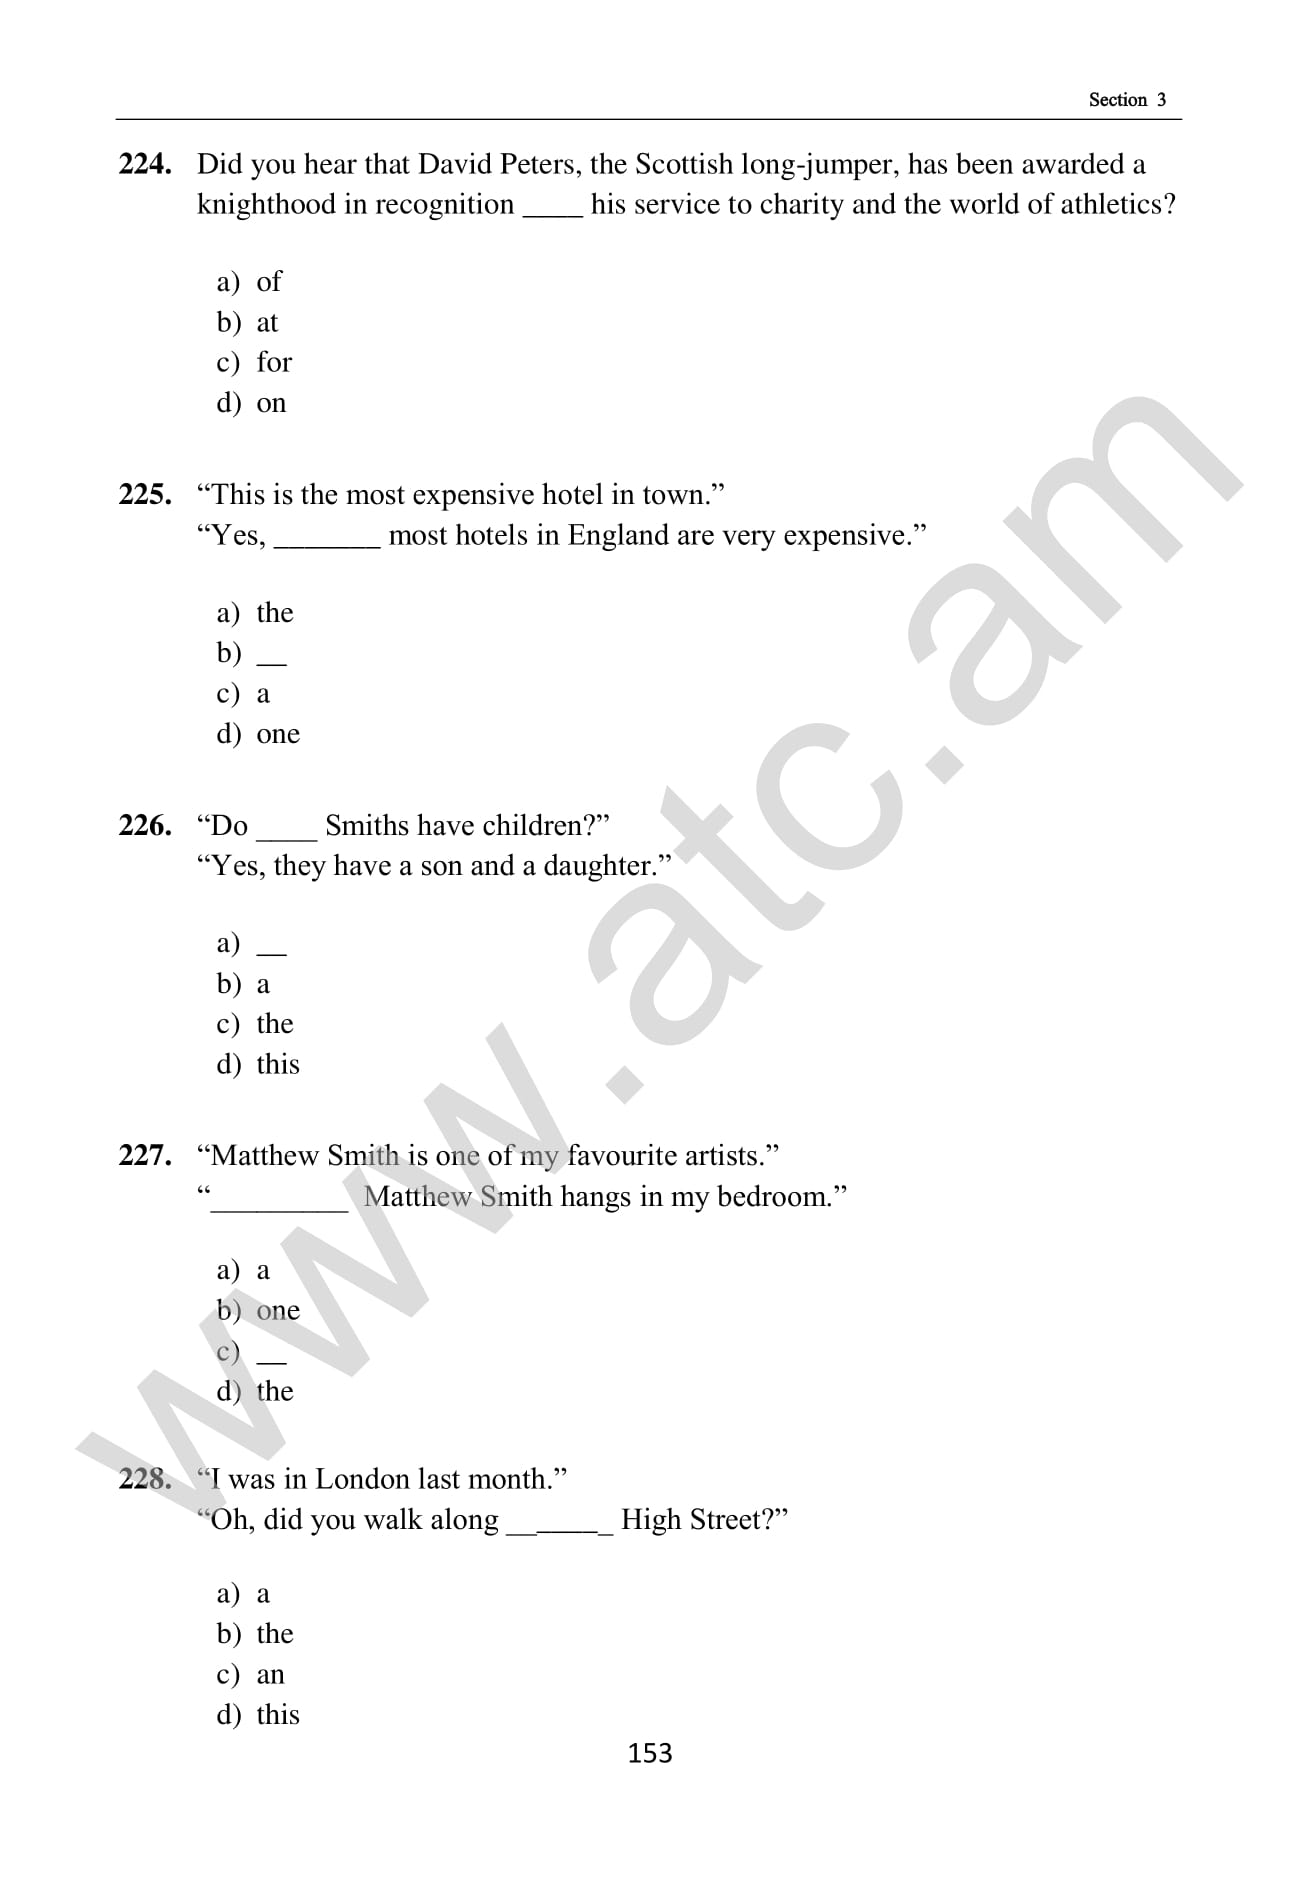 Section 3
224. Did you hear that David Peters, the Scottish long-jumper, has been awarded a
knighthood in recognition ____ his service to charity and the world of athletics?
a) of
b) at
c) for
d) on
225. “This is the most expensive hotel in town.”
“Yes, _______ most hotels in England are very expensive.”
a) the
b) __
c) a
d) one
226. “Do ____ Smiths have children?”
“Yes, they have a son and a daughter.”
a) __
b) a
c) the
d) this
227. “Matthew Smith is one of my favourite artists.”
“_________ Matthew Smith hangs in my bedroom.”
a) a
b) one
c) __
d) the
228. “I was in London last month.”
“Oh, did you walk along _______ High Street?”
a) a
b) the
c) an
d) this
153
www.atc.am